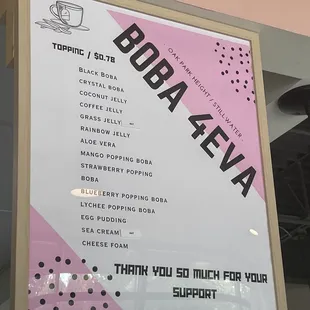 BOBA 4EVA
OAK PARK HEIGHT / STILLWATER
TOPPING / $0.78
BLACK BOBA
CRYSTAL BOBA
COCONUT JELLY
COFFEE JELLY
GRASS JELLY
RAINBOW JELLY
ALOE VERA
MANGO POPPING BOBA
STRAWBERRY POPPING
BOBA
BLUEBERRY POPPING BOBA
LYCHEE POPPING BOBA
EGG PUDDING
SEA CREAM
CHEESE FOAM
THANK YOU SO MUCH FOR YOUR
SUPPORT